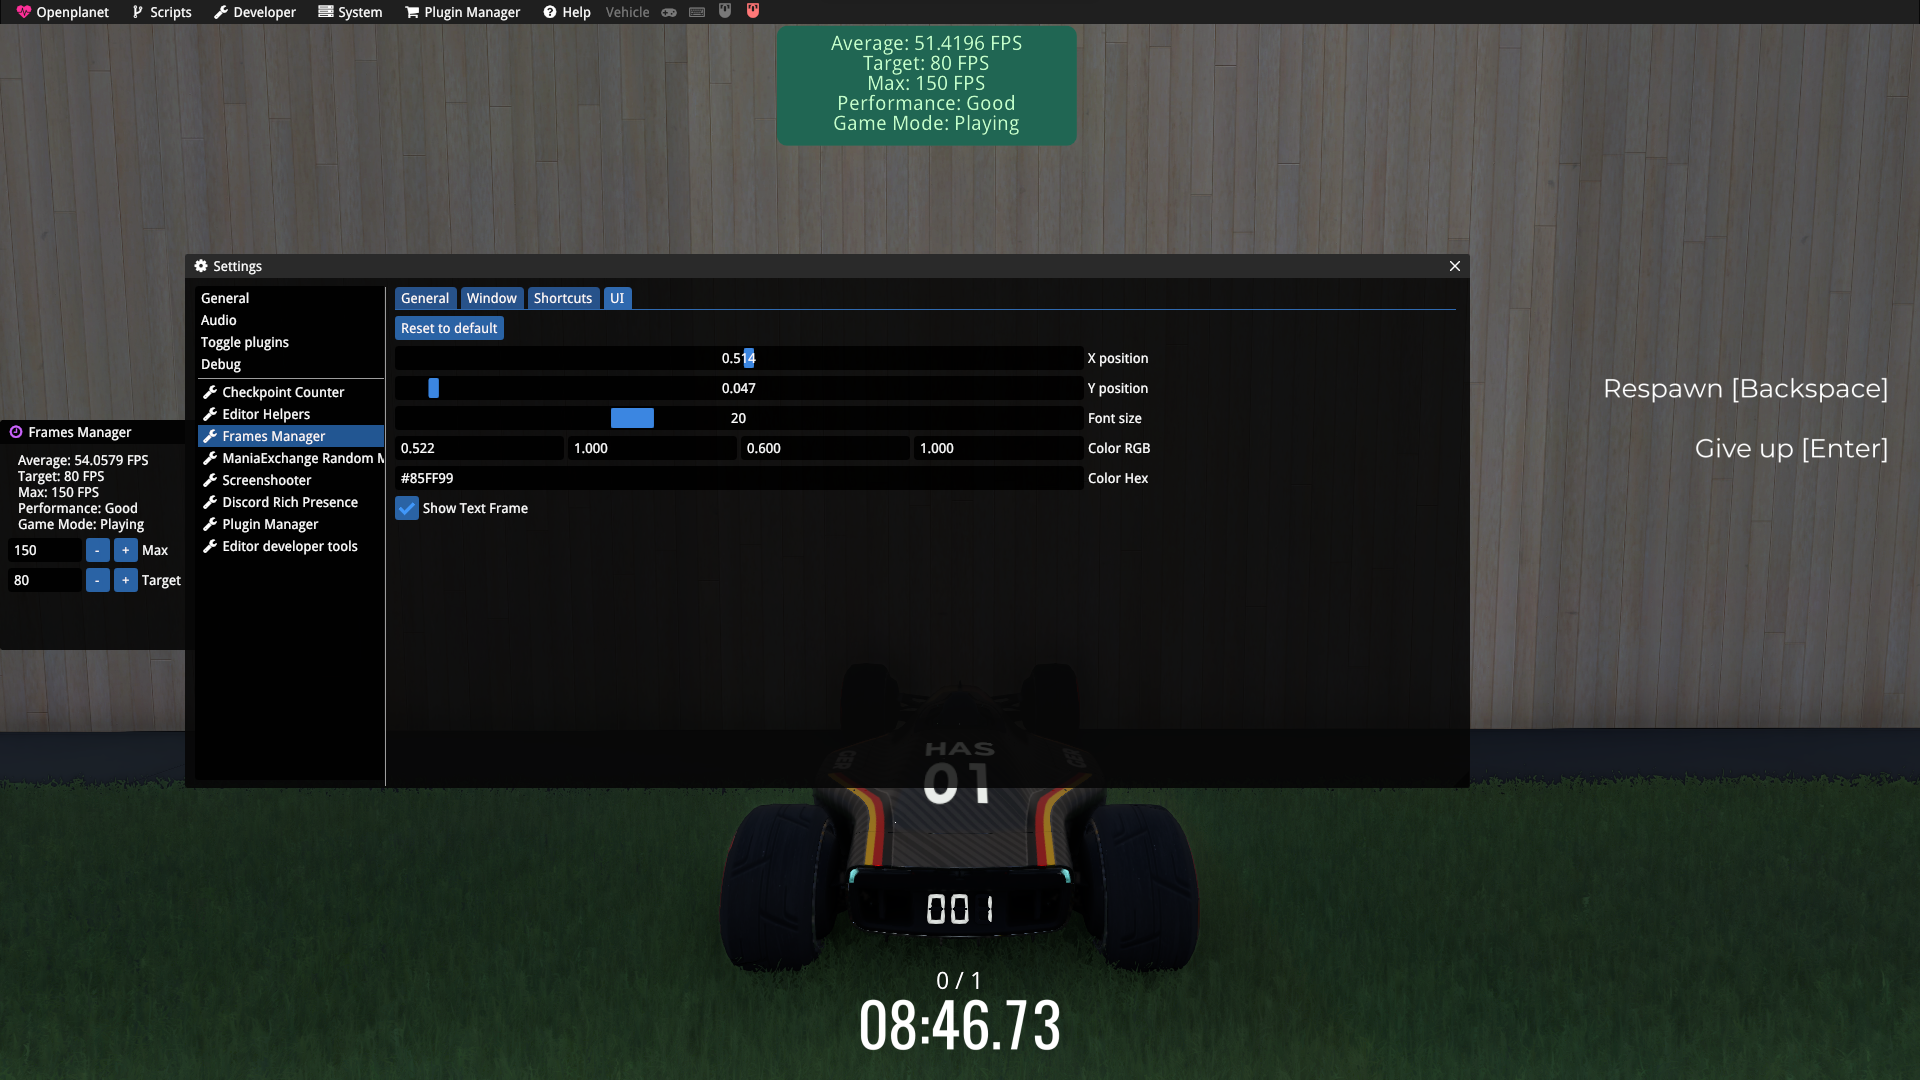 Openplanet Scripts Developer System Plugin Manager Help Vehicle
Average: 51.4196 FPS
Target: 80 FPS
Max: 150 FPS
Performance: Good
Game Mode: Playing
Settings
General
Audio
Toggle plugins
Debug
Checkpoint Counter
Editor Helpers
Frames Manager
ManiaExchange Random M
Screenshooter
Discord Rich Presence
Plugin Manager
Editor developer tools
General Window Shortcuts UI
Reset to default
0.514 X position
0.047 Y position
20 Font size
0.522 1.000 0.600 1.000 Color RGB
#85FF99 Color Hex
Show Text Frame
Frames Manager
Average: 54.0579 FPS
Target: 80 FPS
Max: 150 FPS
Performance: Good
Game Mode: Playing
150 - + Max
80 - + Target
Respawn [Backspace]
Give up [Enter]
HAS
01
001
0 / 1
08:46.73